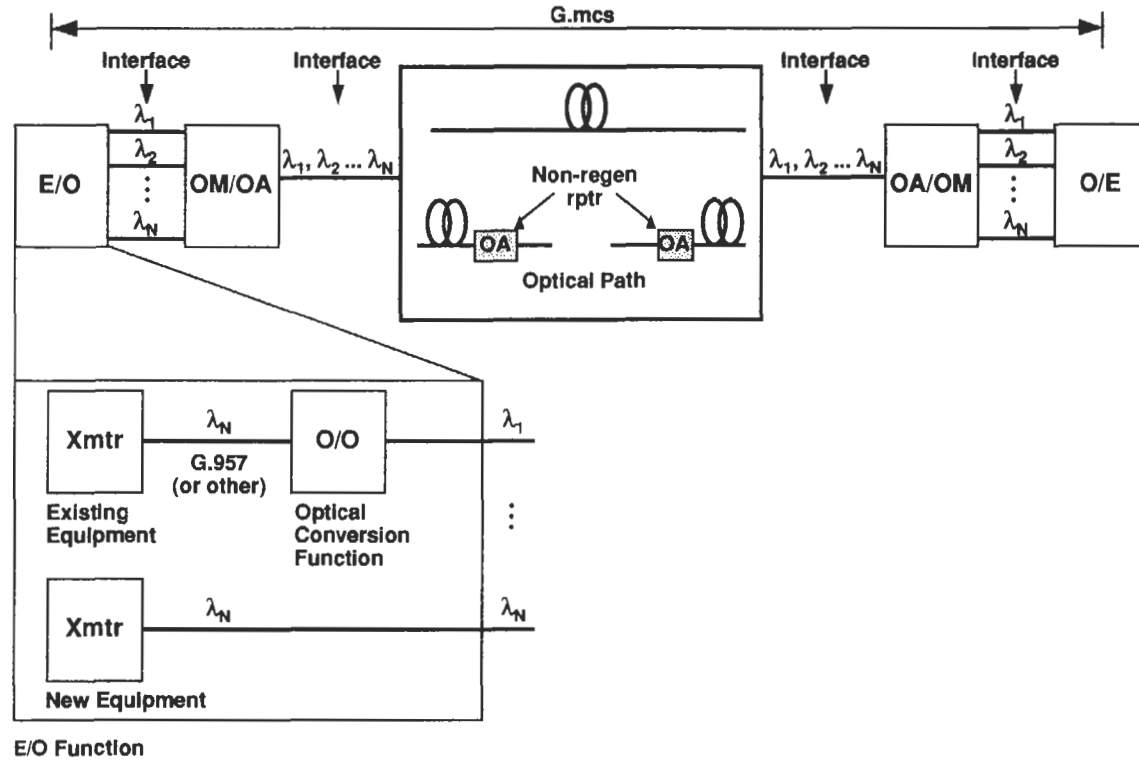 G.mcs
Interface
Interface
Interface
Interface
λ1
λ2
⋮
λN
E/O
OM/OA
λ1, λ2 ... λN
Non-regen
rptr
OA
OA
Optical Path
λ1, λ2 ... λN
OA/OM
λ1
λ2
⋮
λN
O/E
Xmtr
λN
G.957
(or other)
O/O
λ1
Existing
Equipment
Optical
Conversion
Function
⋮
Xmtr
λN
λN
New Equipment
E/O Function